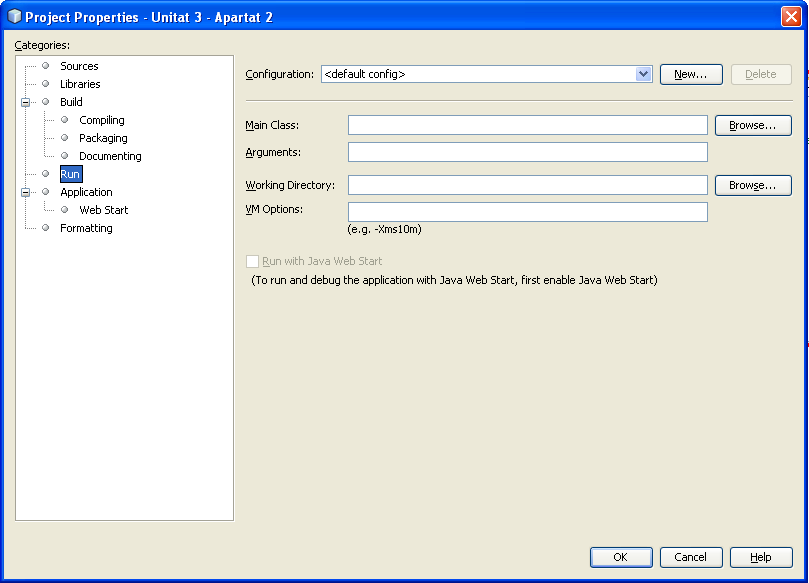 Project Properties - Unitat 3 - Apartat 2
Categories:
Sources
Libraries
Build
Compiling
Packaging
Documenting
Run
Application
Web Start
Formatting
Configuration: <default config> New... Delete
Main Class: Browse...
Arguments:
Working Directory: Browse...
VM Options:
(e.g. -Xms10m)
Run with Java Web Start
(To run and debug the application with Java Web Start, first enable Java Web Start)
OK Cancel Help